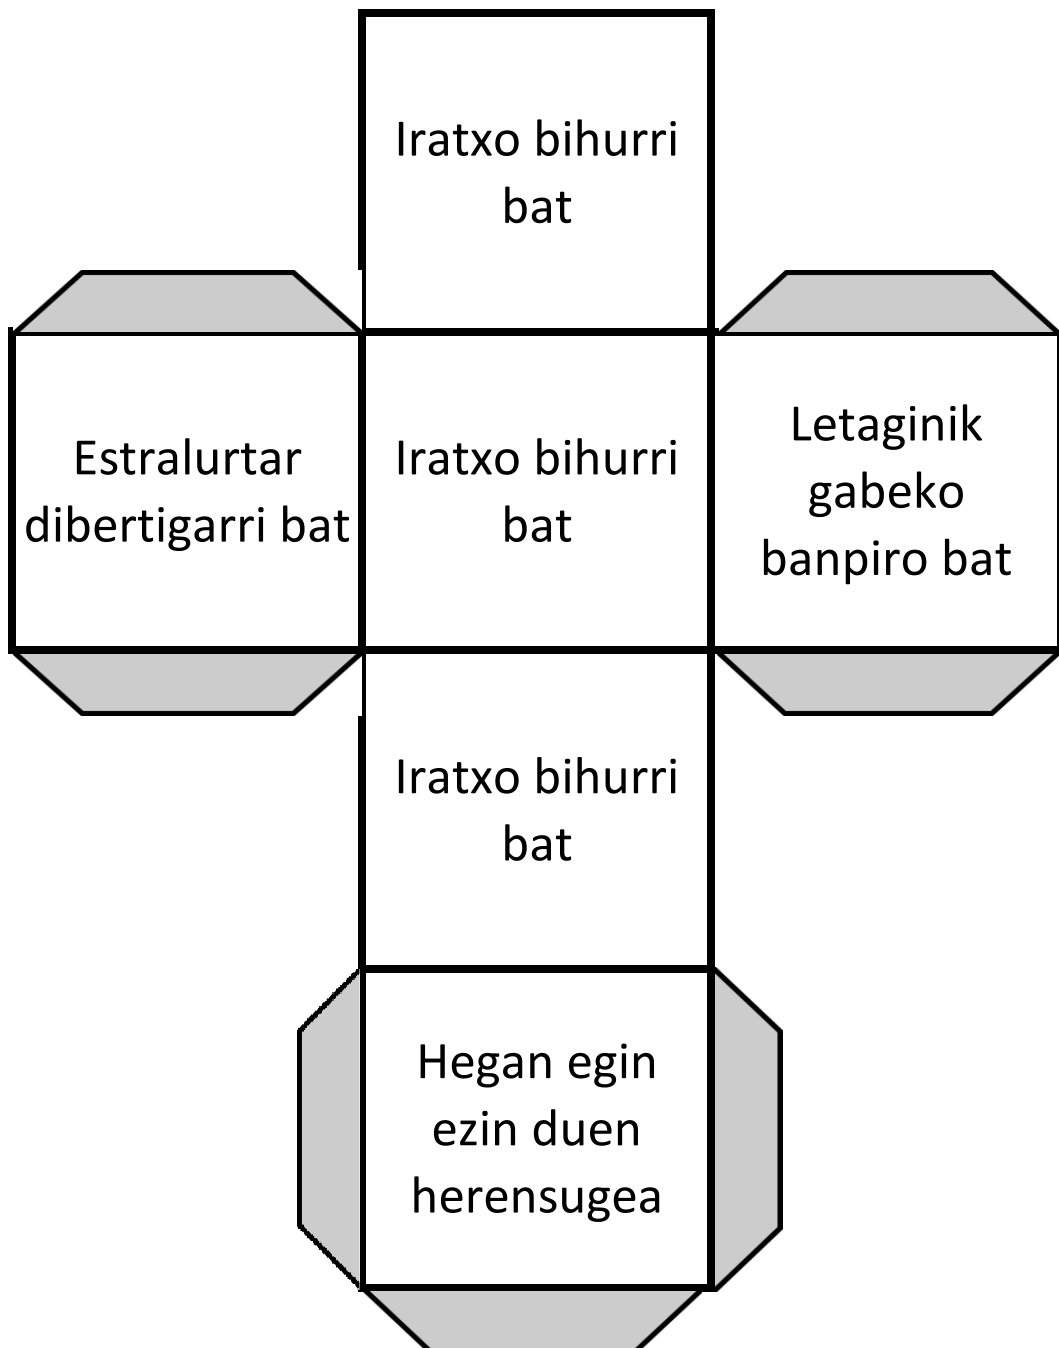 Iratxo bihurri
bat
Estralurtar
dibertigarri bat
Iratxo bihurri
bat
Letaginik
gabeko
banpiro bat
Iratxo bihurri
bat
Hegan egin
ezin duen
herensugea